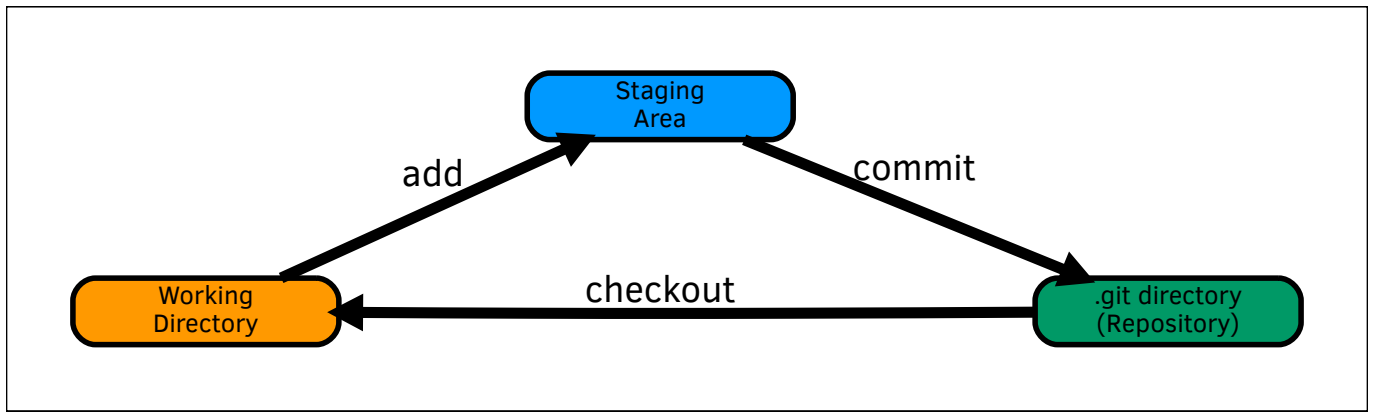 Staging
Area
add
commit
checkout
Working
Directory
.git directory
(Repository)